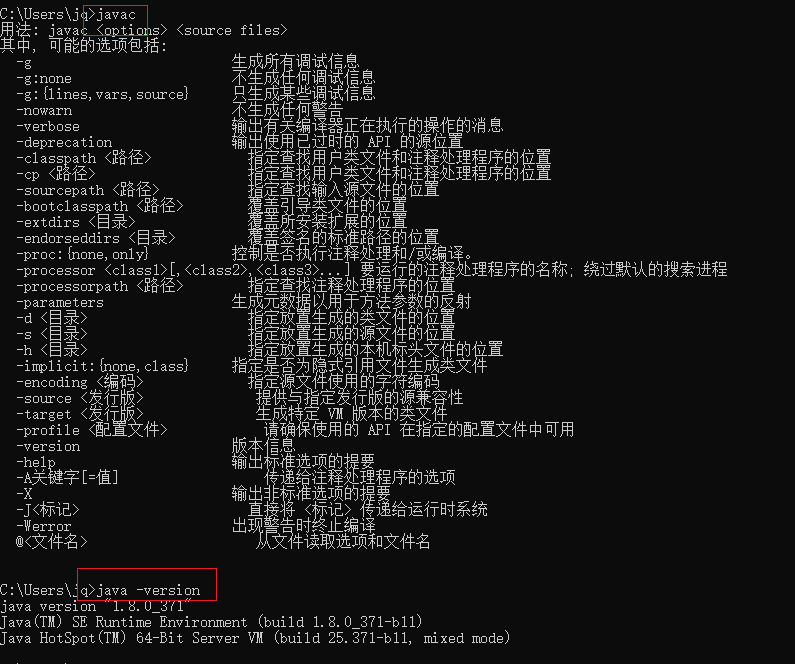 C:\Users\jq>javac
用法: javac <options> <source files>
其中, 可能的选项包括:
-g 生成所有调试信息
-g:none 不生成任何调试信息
-g:{lines,vars,source} 只生成某些调试信息
-nowarn 不生成任何警告
-verbose 输出有关编译器正在执行的操作的消息
-deprecation 输出使用已过时的 API 的源位置
-classpath <路径> 指定查找用户类文件和注释处理程序的位置
-cp <路径> 指定查找用户类文件和注释处理程序的位置
-sourcepath <路径> 指定查找输入源文件的位置
-bootclasspath <路径> 覆盖引导类文件的位置
-extdirs <目录> 覆盖所安装扩展的位置
-endorseddirs <目录> 覆盖签名的标准路径的位置
-proc:{none,only} 控制是否执行注释处理和/或编译。
-processor <class1>[,<class2>,<class3>...] 要运行的注释处理程序的名称; 绕过默认的搜索进程
-processorpath <路径> 指定查找注释处理程序的位置
-parameters 生成元数据以用于方法参数的反射
-d <目录> 指定放置生成的类文件的位置
-s <目录> 指定放置生成的源文件的位置
-h <目录> 指定放置生成的本机标头文件的位置
-implicit:{none,class} 指定是否为隐式引用文件生成类文件
-encoding <编码> 指定源文件使用的字符编码
-source <发行版> 提供与指定发行版的源兼容性
-target <发行版> 生成特定 VM 版本的类文件
-profile <配置文件> 请确保使用的 API 在指定的配置文件中可用
-version 版本信息
-help 输出标准选项的提要
-A关键字[=值] 传递给注释处理程序的选项
-X 输出非标准选项的提要
-J<标记> 直接将 <标记> 传递给运行时系统
-Werror 出现警告时终止编译
@<文件名> 从文件读取选项和文件名
C:\Users\jq>java -version
java version "1.8.0_371"
Java(TM) SE Runtime Environment (build 1.8.0_371-b11)
Java HotSpot(TM) 64-Bit Server VM (build 25.371-b11, mixed mode)